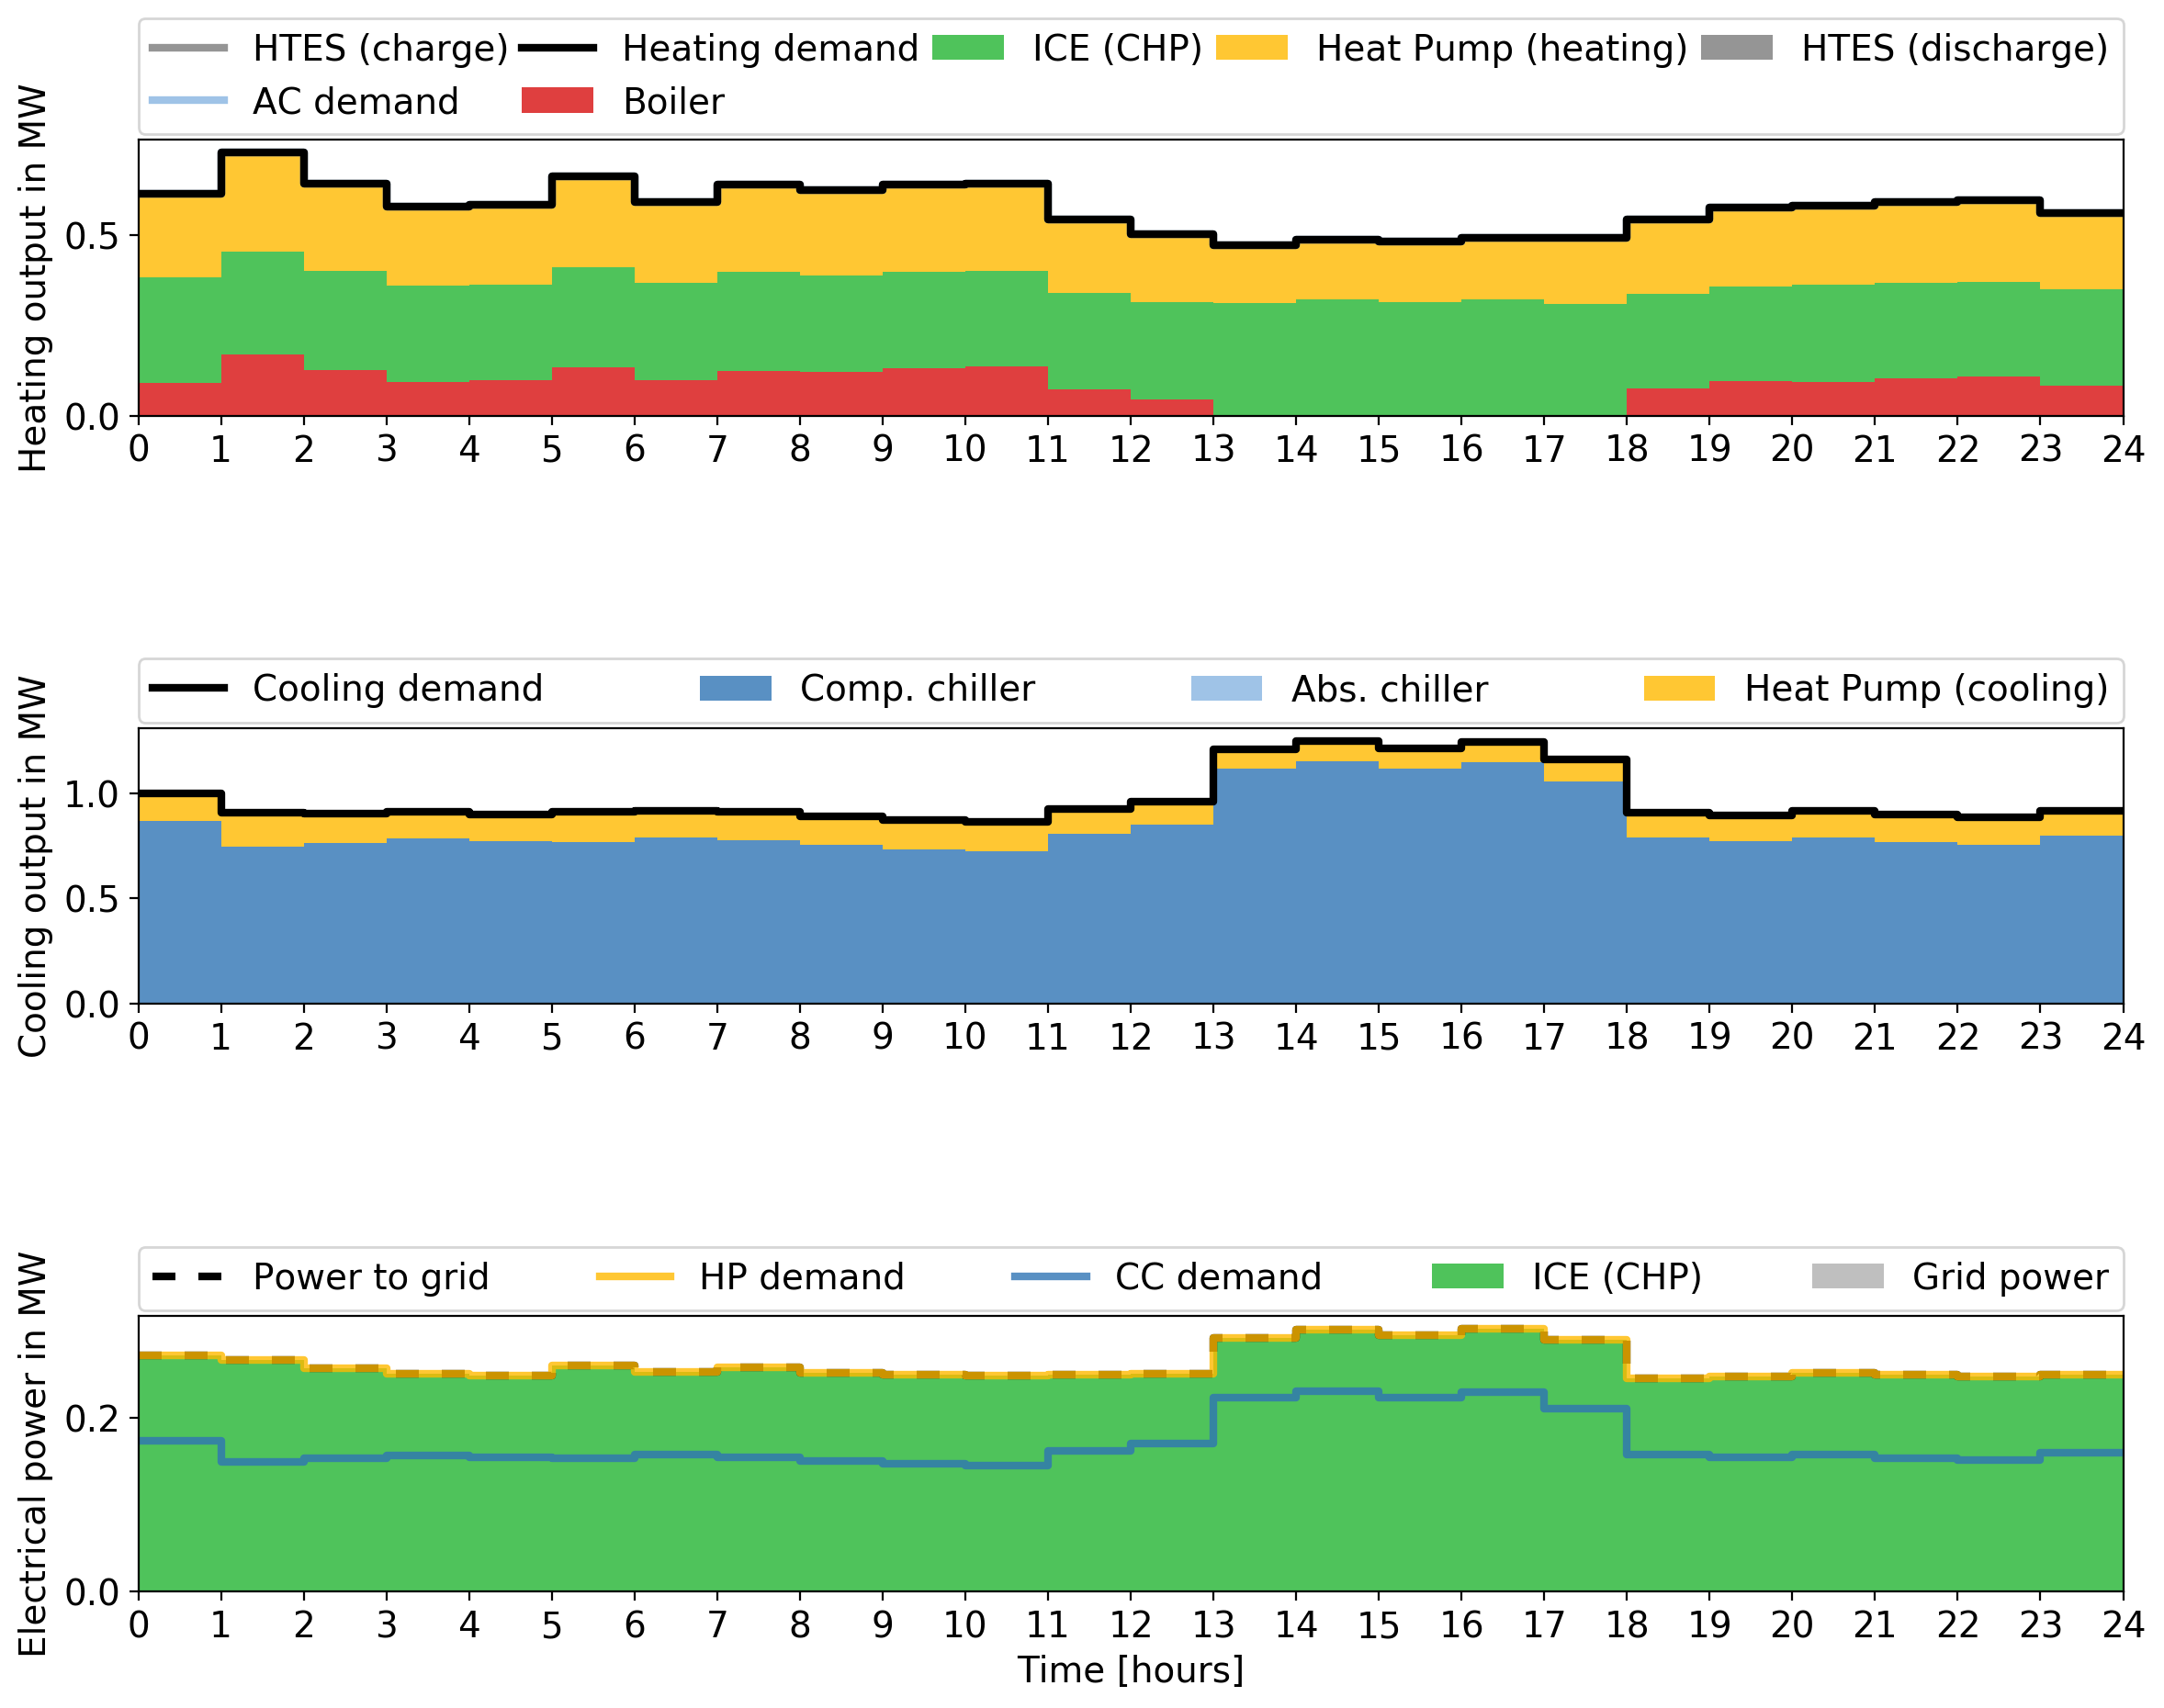 HTES (charge) Heating demand ICE (CHP) Heat Pump (heating) HTES (discharge)
AC demand Boiler
Heating output in MW
0.5
0.0
0 1 2 3 4 5 6 7 8 9 10 11 12 13 14 15 16 17 18 19 20 21 22 23 24
Cooling demand Comp. chiller Abs. chiller Heat Pump (cooling)
Cooling output in MW
1.0
0.5
0.0
0 1 2 3 4 5 6 7 8 9 10 11 12 13 14 15 16 17 18 19 20 21 22 23 24
Power to grid HP demand CC demand ICE (CHP) Grid power
Electrical power in MW
0.2
0.0
0 1 2 3 4 5 6 7 8 9 10 11 12 13 14 15 16 17 18 19 20 21 22 23 24
Time [hours]